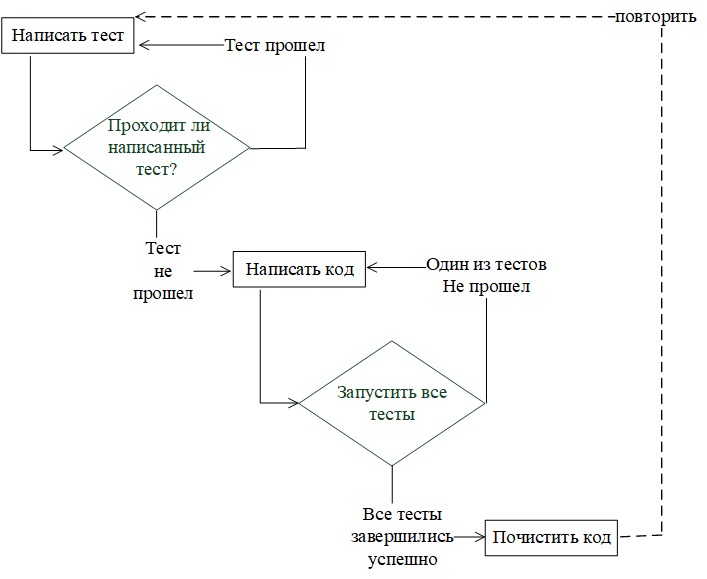 повторить
Написать тест
Тест прошел
Проходит ли
написанный
тест?
Тест
не
прошел
Написать код
Один из тестов
Не прошел
Запустить все
тесты
Все тесты
завершились
успешно
Почистить код